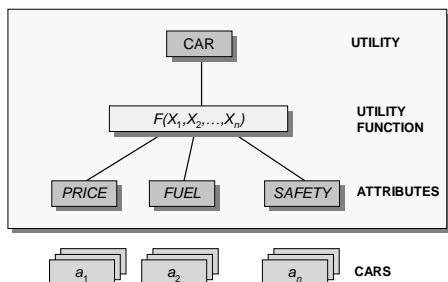 CAR UTILITY
F(X₁,X₂,…,Xₙ) UTILITY
FUNCTION
PRICE FUEL SAFETY ATTRIBUTES
a₁ a₂ aₙ CARS